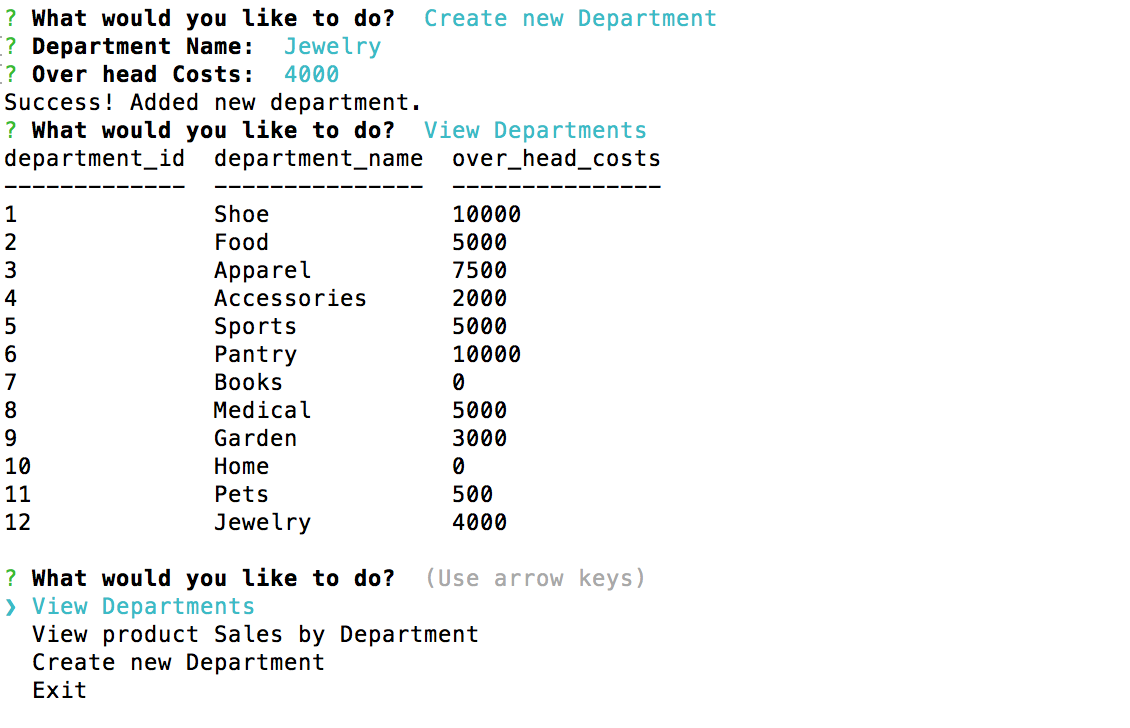 ? What would you like to do?  Create new Department
? Department Name:  Jewelry
? Over head Costs:  4000
Success! Added new department.
? What would you like to do?  View Departments
department_id  department_name  over_head_costs
-------------  ---------------  ---------------
1              Shoe             10000
2              Food             5000
3              Apparel          7500
4              Accessories      2000
5              Sports           5000
6              Pantry           10000
7              Books            0
8              Medical          5000
9              Garden           3000
10             Home             0
11             Pets             500
12             Jewelry          4000
? What would you like to do?  (Use arrow keys)
❯ View Departments
  View product Sales by Department
  Create new Department
  Exit